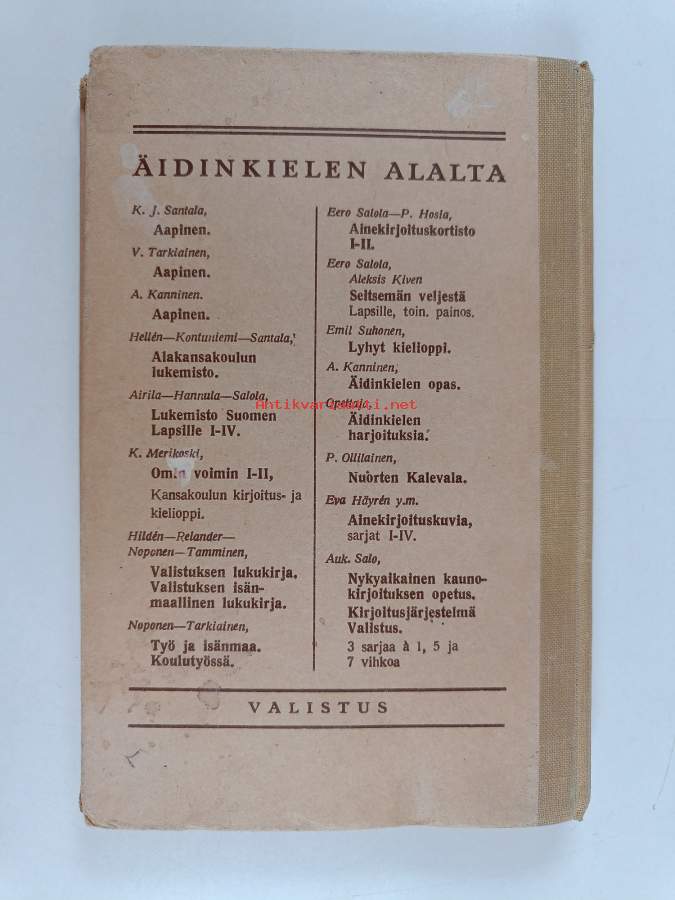 ÄIDINKIELEN ALALTA
K. J. Santala,
Aapinen.
V. Tarkiainen,
Aapinen.
A. Kanninen.
Aapinen.
Hellén—Kontuniemi—Santala,
Alakansakoulun
lukemisto.
Airila—Hannula—Salola,
Lukemisto Suomen
Lapsille I-IV.
K. Merikoski,
Omin voimin I-II,
Kansakoulun kirjoitus- ja
kielioppi.
Hildén—Relander—
Noponen—Tamminen,
Valistuksen lukukirja.
Valistuksen isän-
maallinen lukukirja.
Noponen—Tarkiainen,
Työ ja isänmaa.
Koulutyössä.
Eero Salola—P. Hosia,
Ainekirjoituskortisto
I-II.
Eero Salola,
Aleksis Kiven
Seitsemän veljestä
Lapsille, toin. painos.
Emil Suhonen,
Lyhyt kielioppi.
A. Kanninen,
Äidinkielen opas.
Opettaja,
Äidinkielen
harjoituksia.
P. Ollilainen,
Nuorten Kalevala.
Eva Häyrén y.m.
Ainekirjoituskuvia,
sarjat I-IV.
Auk. Salo,
Nykyaikainen kauno-
kirjoituksen opetus.
Kirjoitusjärjestelmä
Valistus.
3 sarjaa à 1, 5 ja
7 vihkoa
VALISTUS
Antikvariaatti.net